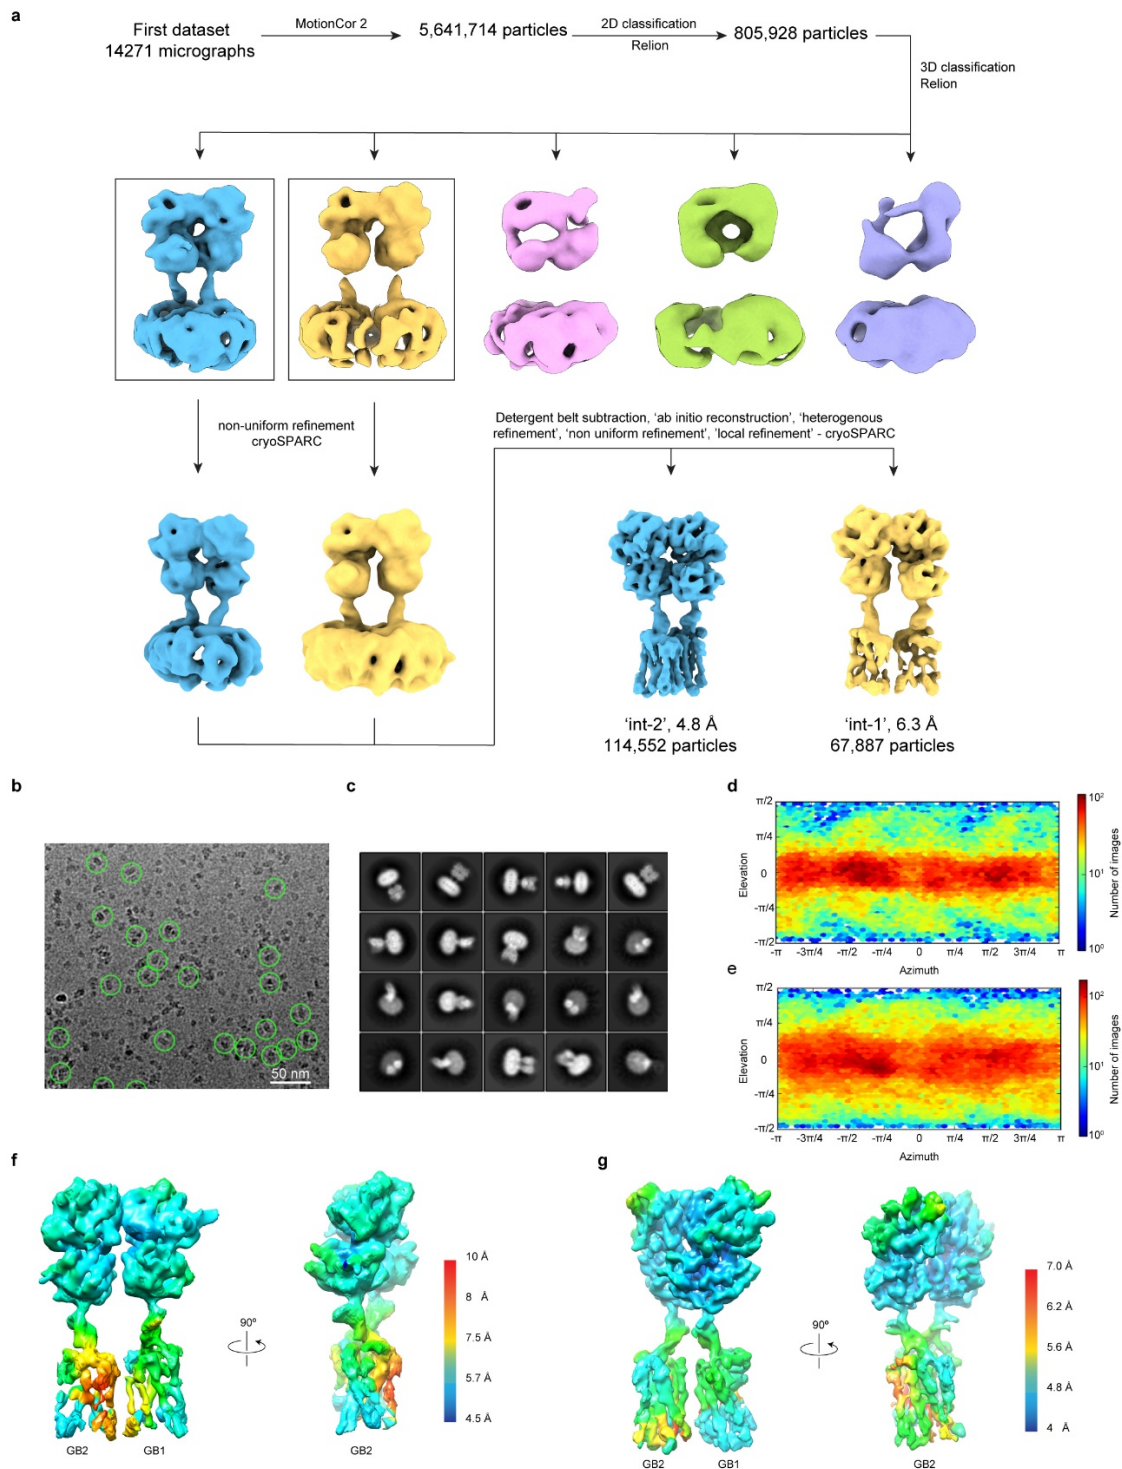 a
First dataset
14271 micrographs
MotionCor 2
5,641,714 particles
2D classification
Relion
805,928 particles
3D classification
Relion
non-uniform refinement
cryoSPARC
Detergent belt subtraction, ‘ab initio reconstruction’, ‘heterogenous
refinement’, ‘non uniform refinement’, ’local refinement’ - cryoSPARC
‘int-2’, 4.8 Å
114,552 particles
‘int-1’, 6.3 Å
67,887 particles
b
50 nm
c
d
π/2
π/4
0
-π/4
-π/2
Elevation
-π
-3π/4
-π/2
-π/4
0
π/4
π/2
3π/4
π
Azimuth
10²
10¹
10⁰
Number of images
e
π/2
π/4
0
-π/4
-π/2
Elevation
-π
-3π/4
-π/2
-π/4
0
π/4
π/2
3π/4
π
Azimuth
10²
10¹
10⁰
Number of images
f
GB2
GB1
90º
GB2
10 Å
8 Å
7.5 Å
5.7 Å
4.5 Å
g
GB2
GB1
90º
GB2
7.0 Å
6.2 Å
5.6 Å
4.8 Å
4 Å